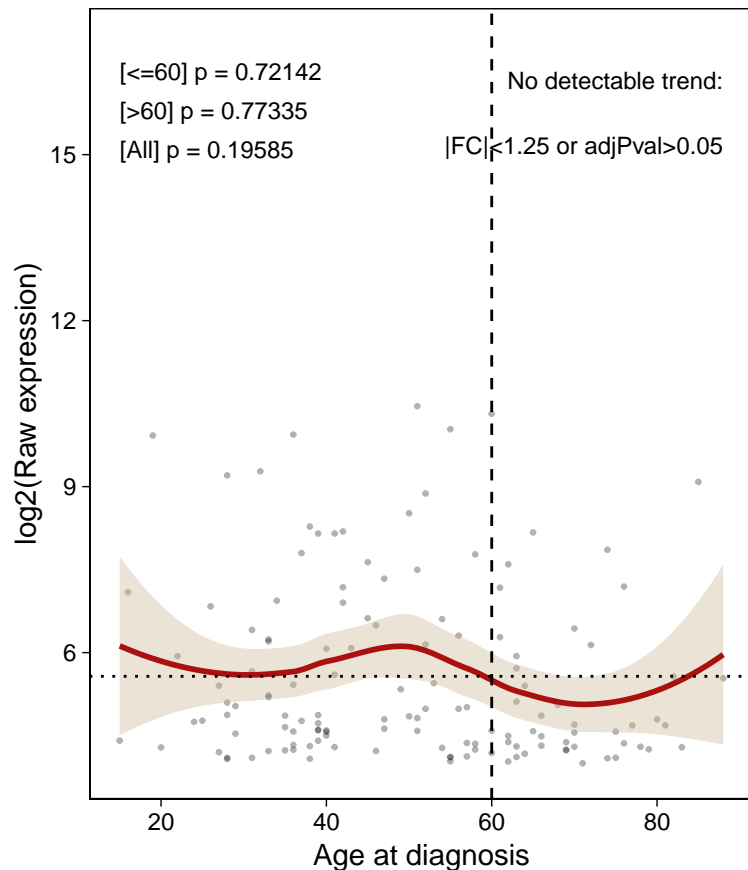 [<=60] p = 0.72142
[>60] p = 0.77335
[All] p = 0.19585
No detectable trend:
|FC|<1.25 or adjPval>0.05
log2(Raw expression)
15
12
9
6
20
40
60
80
Age at diagnosis